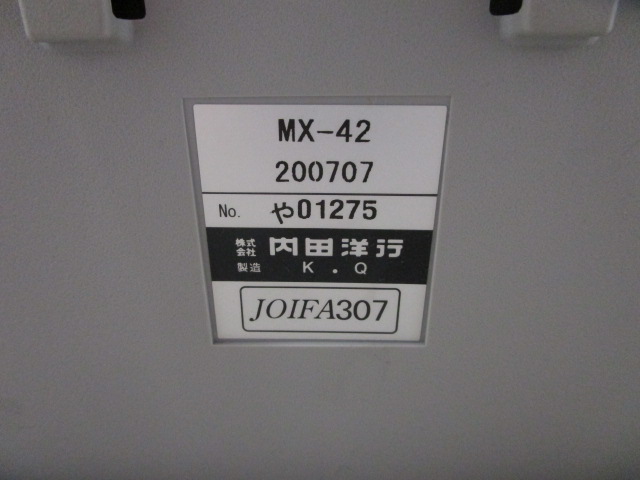 MX-42
200707
No. や01275
株式会社 内田洋行
製造 K.Q
JOIFA307